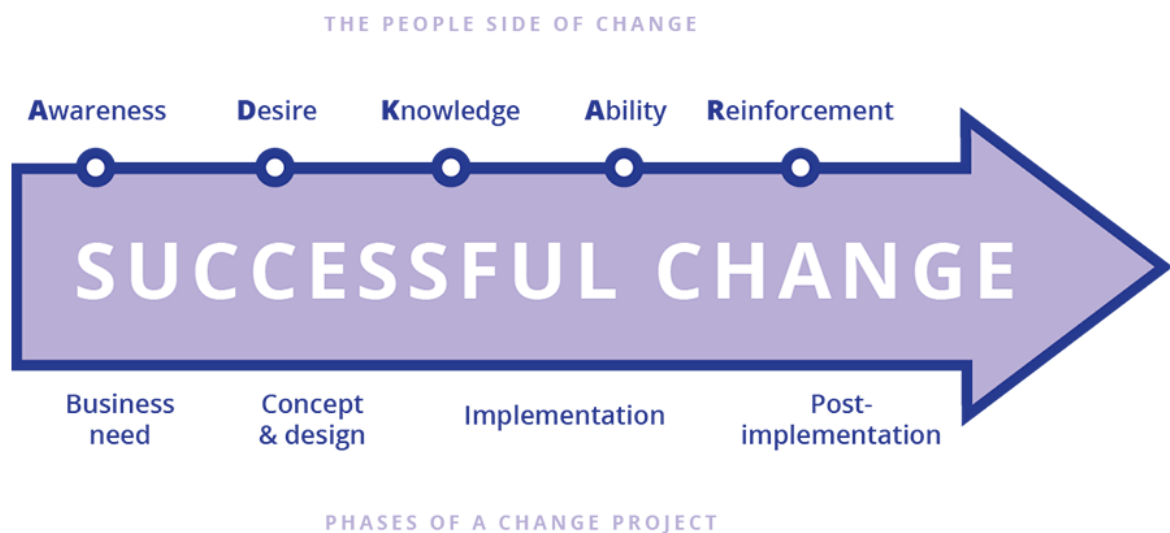 THE PEOPLE SIDE OF CHANGE
Awareness
Desire
Knowledge
Ability
Reinforcement
SUCCESSFUL CHANGE
Business
need
Concept
& design
Implementation
Post-
implementation
PHASES OF A CHANGE PROJECT